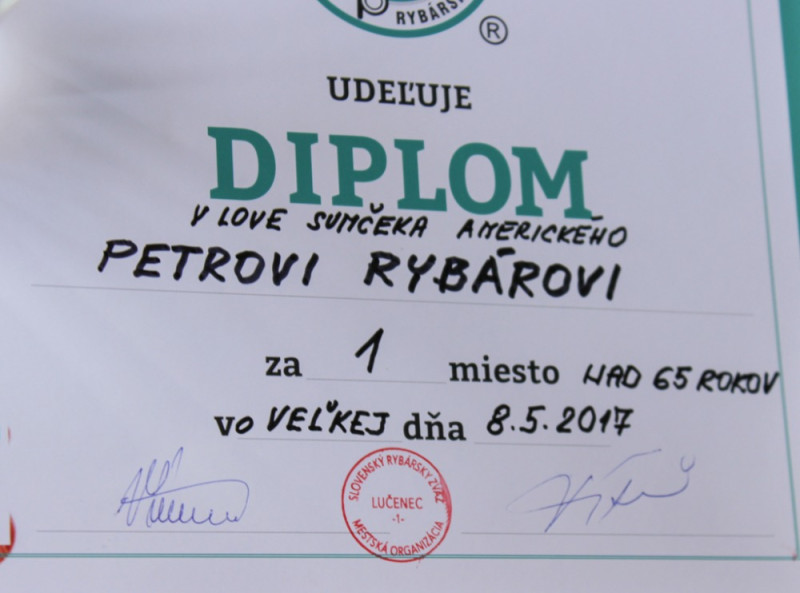 RYBÁRSK
®
UDEĽUJE
DIPLOM
V LOVE SUMČEKA AMERICKÉHO
PETROVI RYBÁROVI
za 1 miesto NAD 65 ROKOV
vo VEĽKEJ dňa 8.5.2017
SLOVENSKÝ RYBÁRSKY ZVÄZ
LUČENEC
-1-
MESTSKÁ ORGANIZÁCIA